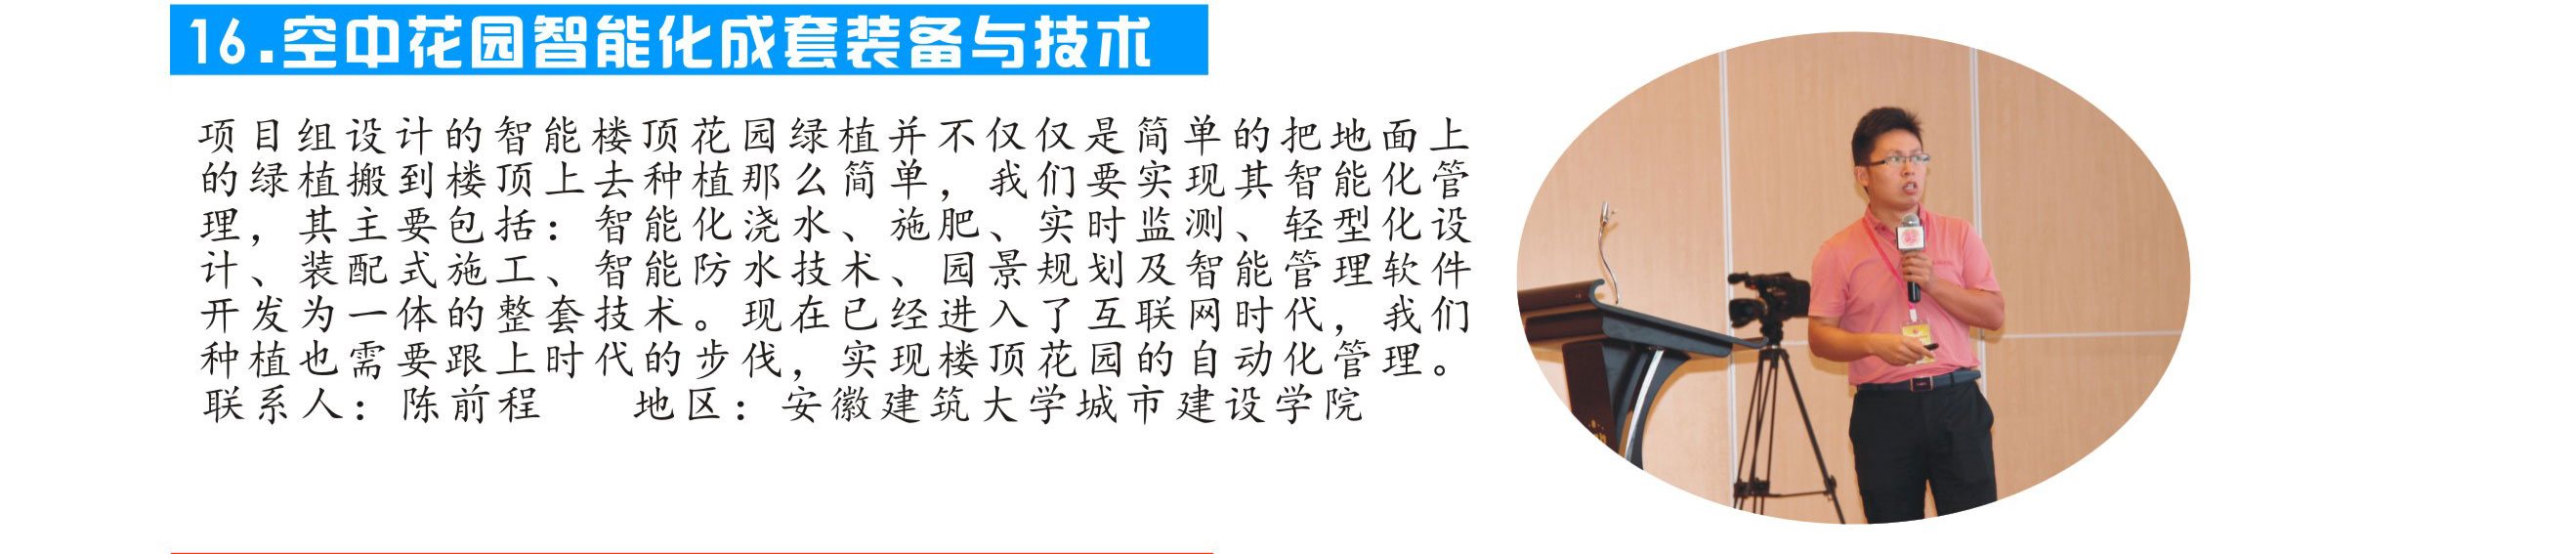 16.空中花园智能化成套装备与技术
项目组设计的智能楼顶花园绿植并不仅仅是简单的把地面上
的绿植搬到楼顶上去种植那么简单，我们要实现其智能化管
理，其主要包括：智能化浇水、施肥、实时监测、轻型化设
计、装配式施工、智能防水技术、园景规划及智能管理软件
开发为一体的整套技术。现在已经进入了互联网时代，我们
种植也需要跟上时代的步伐，实现楼顶花园的自动化管理。
联系人：陈前程　　地区：安徽建筑大学城市建设学院